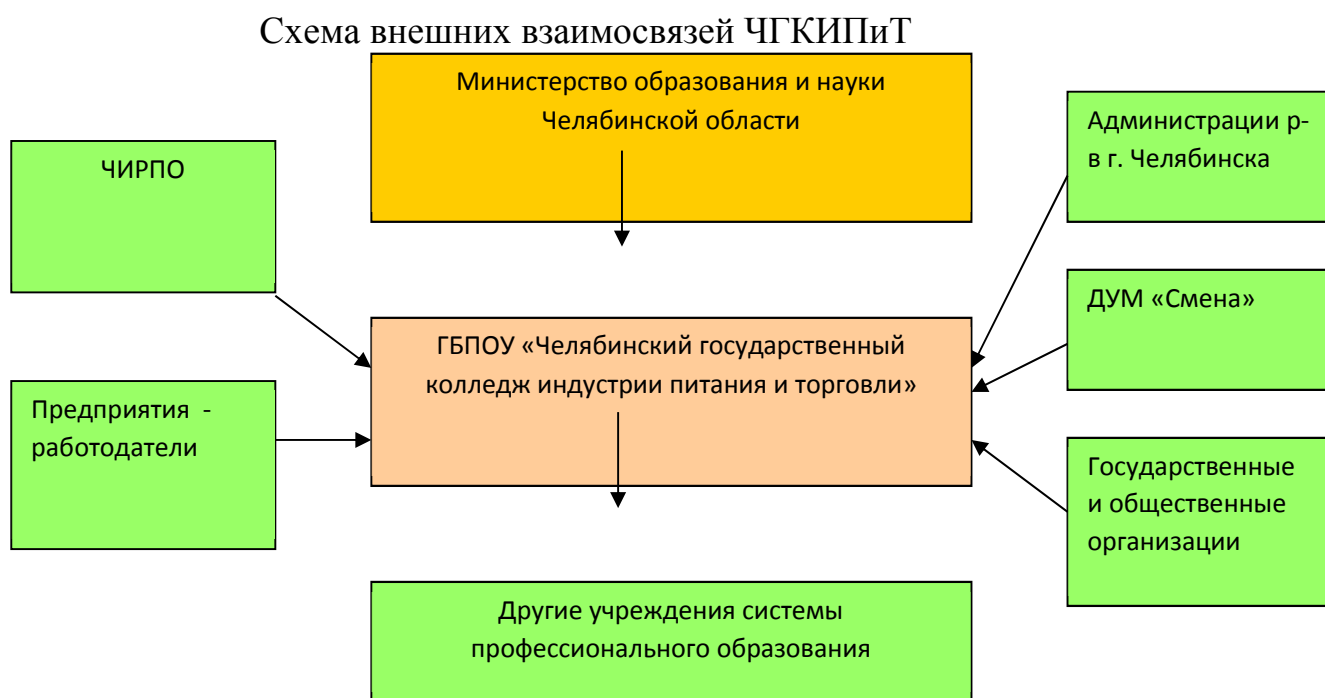 Схема внешних взаимосвязей ЧГКИПиТ
Министерство образования и науки
Челябинской области
Администрации р-
в г. Челябинска
ЧИРПО
ДУМ «Смена»
ГБПОУ «Челябинский государственный
колледж индустрии питания и торговли»
Предприятия -
работодатели
Государственные
и общественные
организации
Другие учреждения системы
профессионального образования